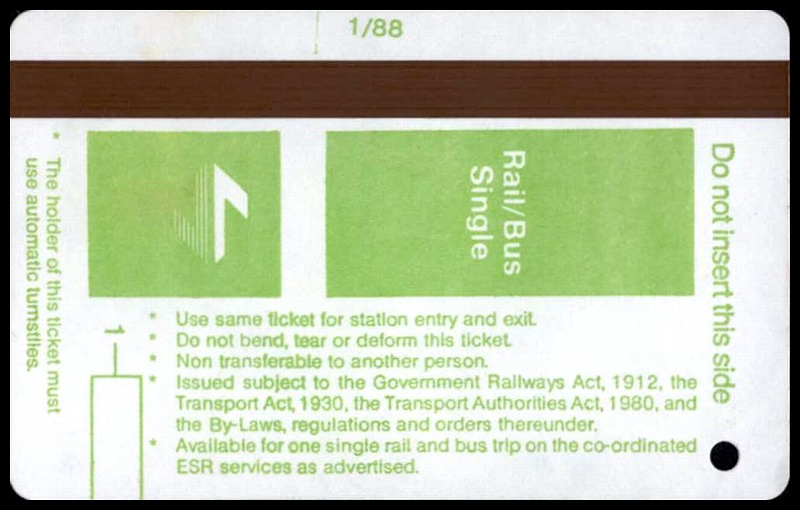 1/88
* The holder of this ticket must
use automatic turnstiles.
Rail/Bus
Single
Do not insert this side
1
* Use same ticket for station entry and exit.
* Do not bend, tear or deform this ticket.
* Non transferable to another person.
* Issued subject to the Government Railways Act, 1912, the
Transport Act, 1930, the Transport Authorities Act, 1980, and
the By-Laws, regulations and orders thereunder.
* Available for one single rail and bus trip on the co-ordinated
ESR services as advertised.